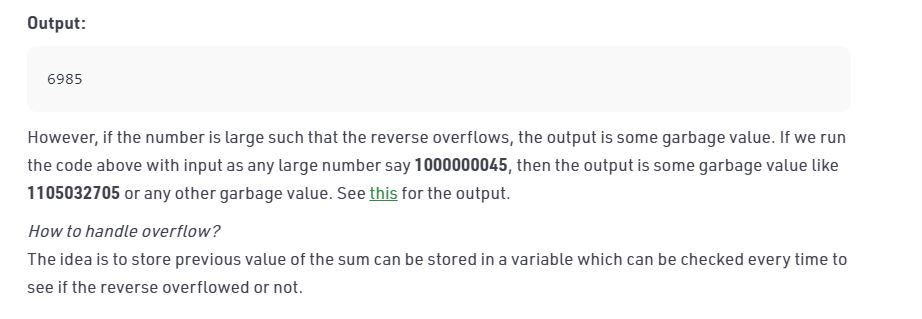 Output:
6985
However, if the number is large such that the reverse overflows, the output is some garbage value. If we run
the code above with input as any large number say 1000000045, then the output is some garbage value like
1105032705 or any other garbage value. See this for the output.
How to handle overflow?
The idea is to store previous value of the sum can be stored in a variable which can be checked every time to
see if the reverse overflowed or not.